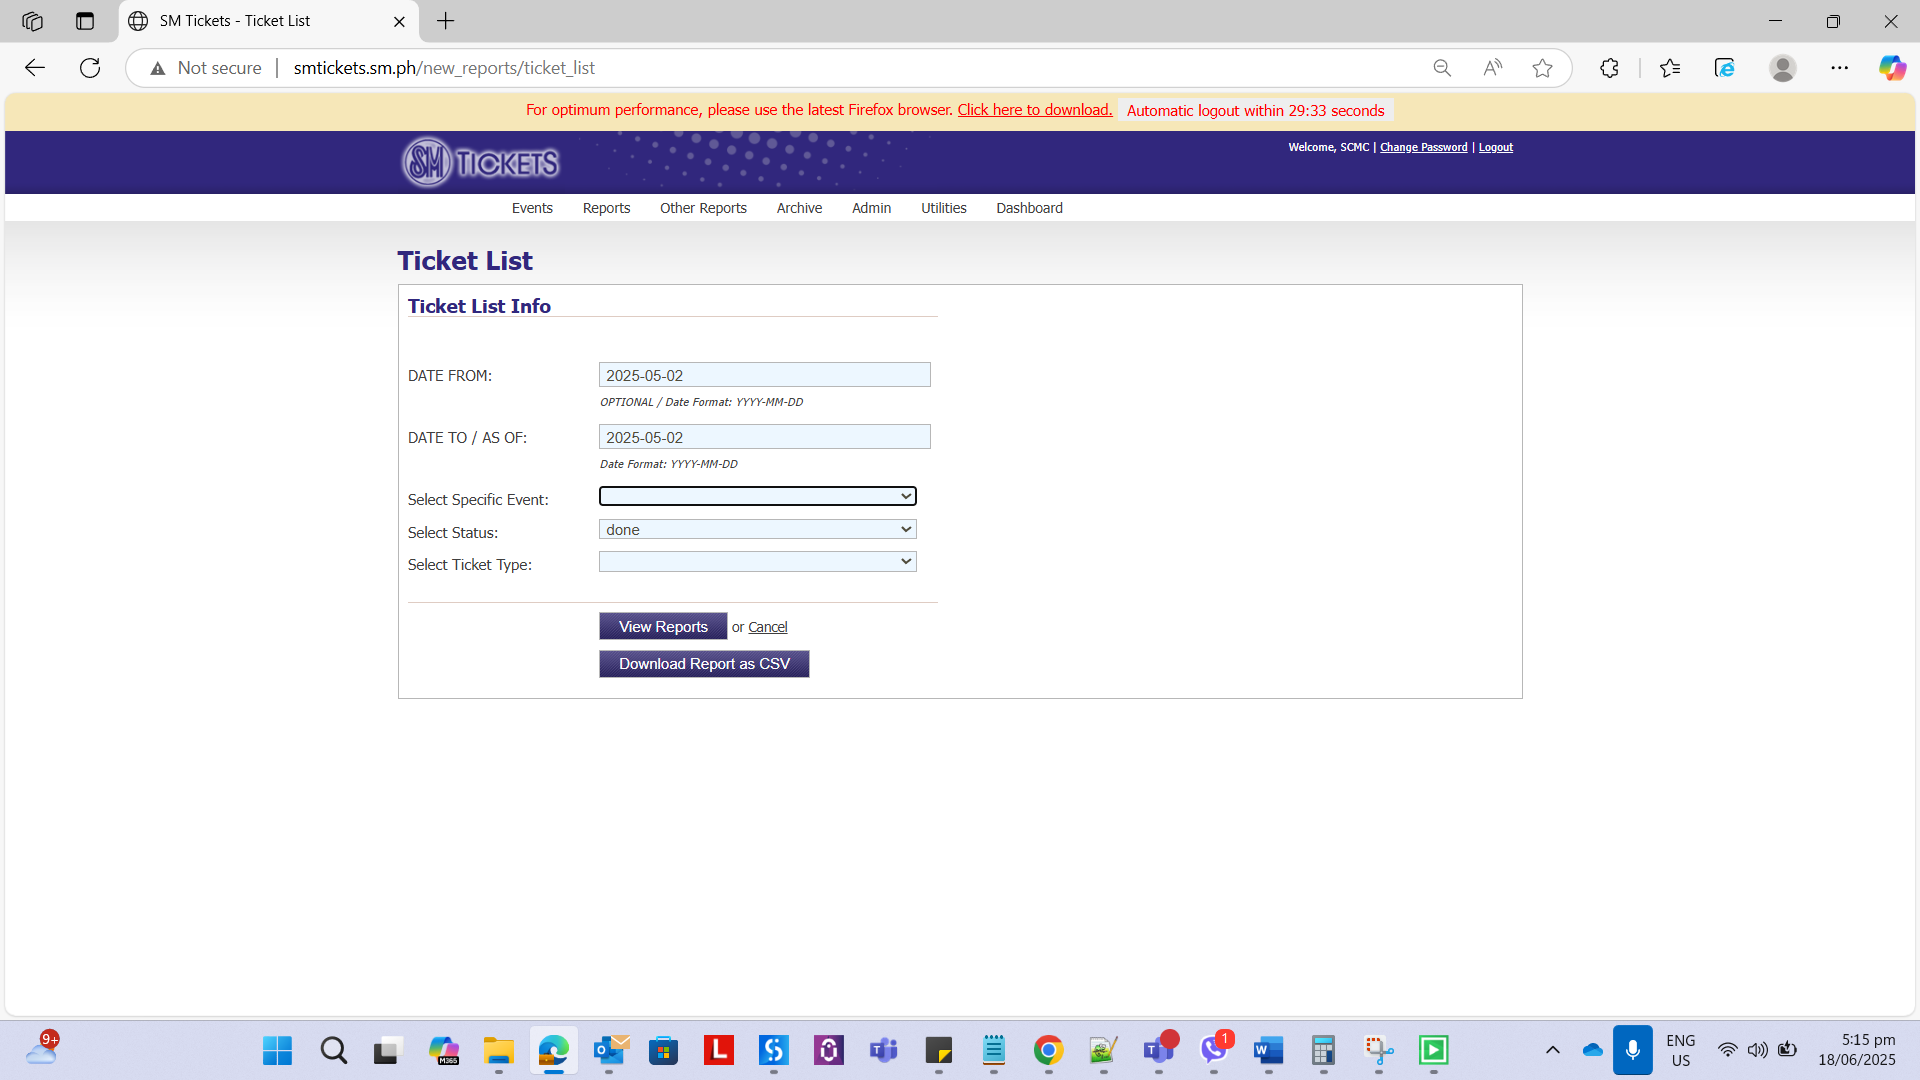 SM Tickets - Ticket List
Not secure
smtickets.sm.ph/new_reports/ticket_list
For optimum performance, please use the latest Firefox browser. Click here to download. Automatic logout within 29:33 seconds
SM TICKETS
Welcome, SCMC | Change Password | Logout
Events Reports Other Reports Archive Admin Utilities Dashboard
Ticket List
Ticket List Info
DATE FROM: 2025-05-02
OPTIONAL / Date Format: YYYY-MM-DD
DATE TO / AS OF: 2025-05-02
Date Format: YYYY-MM-DD
Select Specific Event:
Select Status: done
Select Ticket Type:
View Reports or Cancel
Download Report as CSV
9+
M365
L
1
W
ENG
US
5:15 pm
18/06/2025